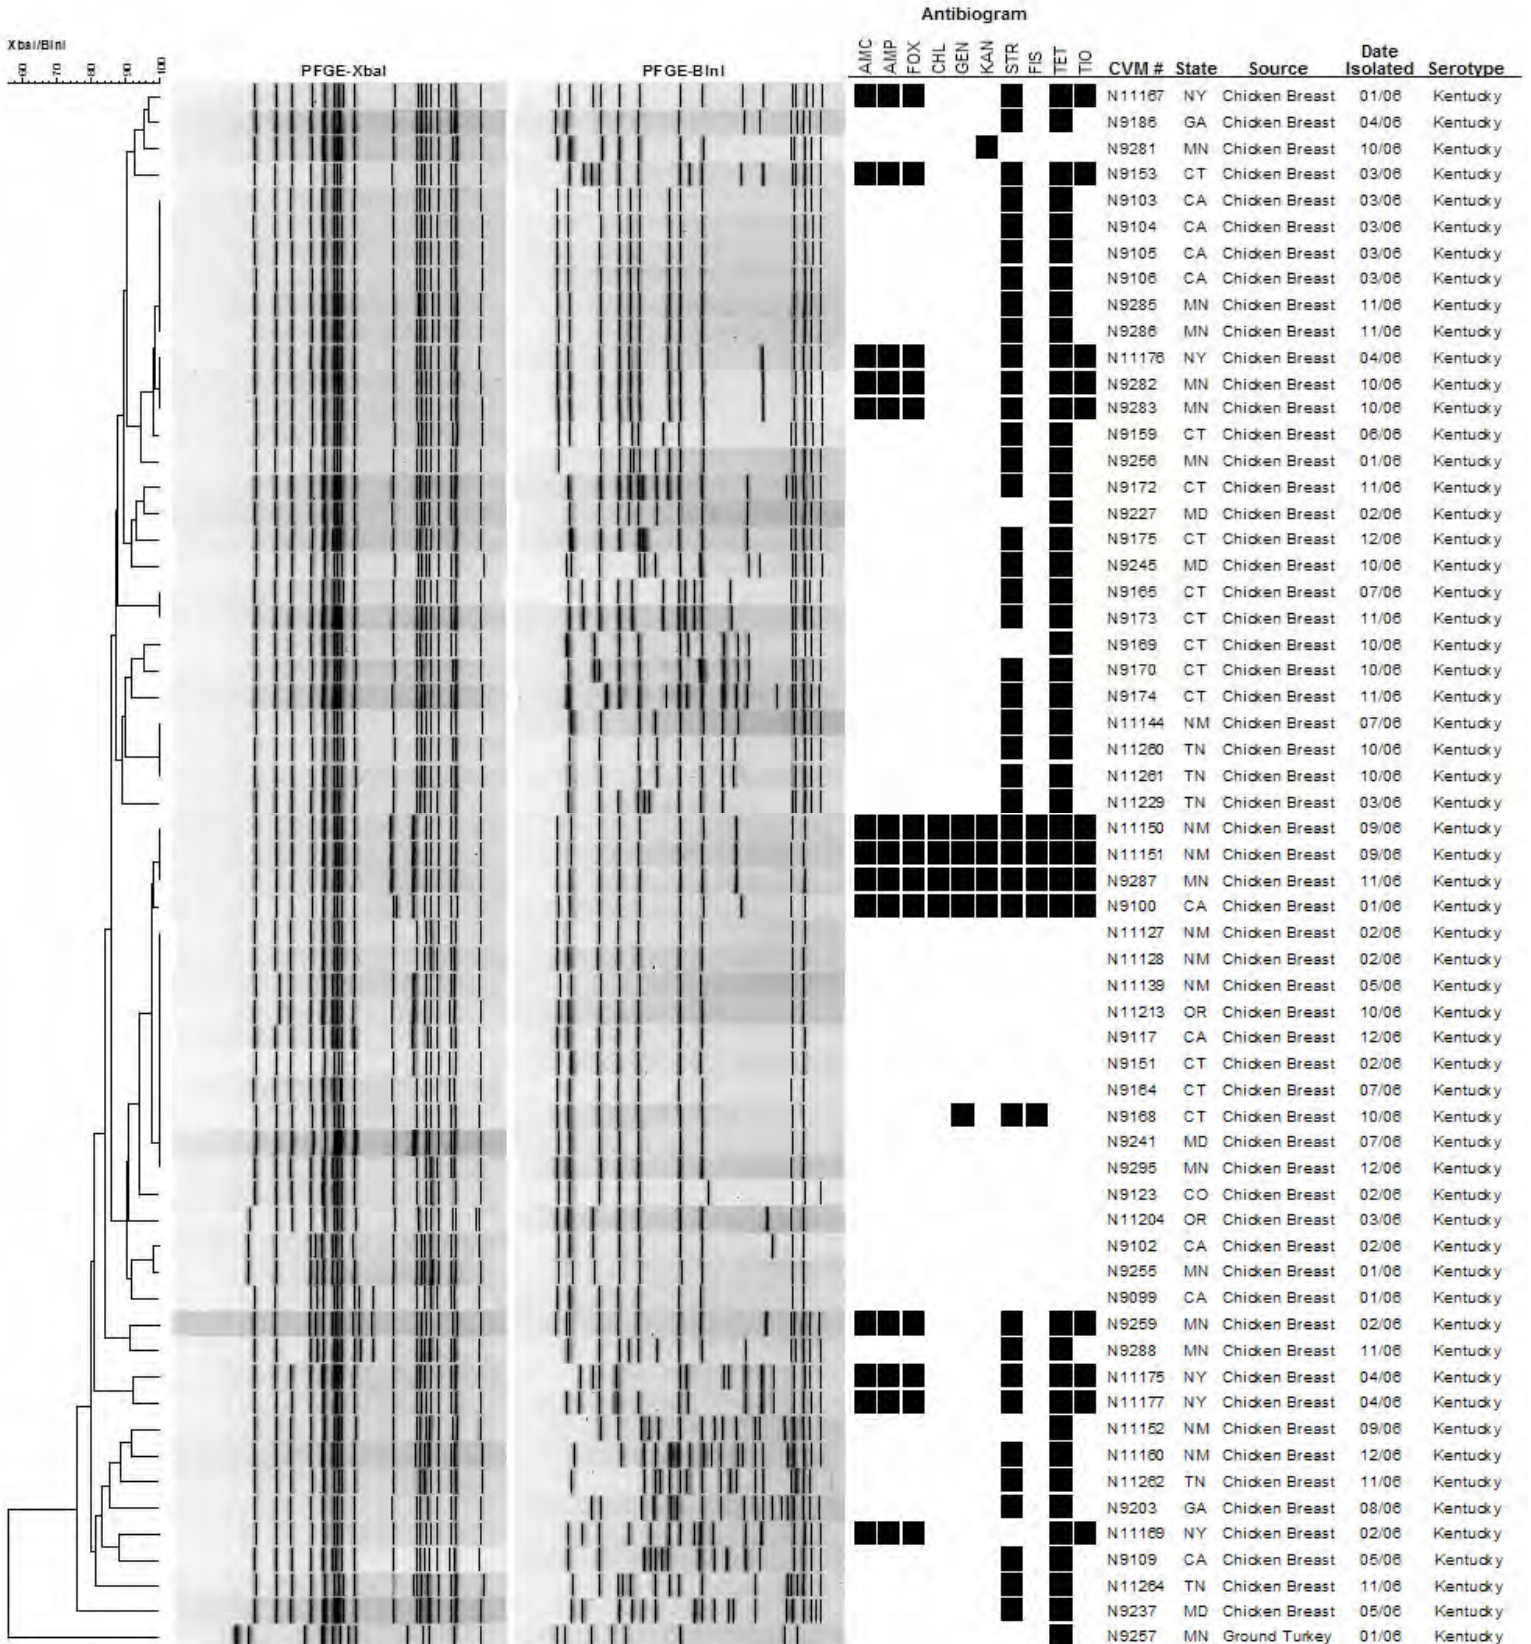 Antibiogram
XbaI/BlnI
60 70 80 90 100
PFGE-XbaI PFGE-BlnI AMC AMP FOX CHL GEN KAN STR FIS TET TIO CVM # State Source Date Isolated Serotype
N11167 NY Chicken Breast 01/06 Kentucky
N9186 GA Chicken Breast 04/06 Kentucky
N9281 MN Chicken Breast 10/06 Kentucky
N9153 CT Chicken Breast 03/06 Kentucky
N9103 CA Chicken Breast 03/06 Kentucky
N9104 CA Chicken Breast 03/06 Kentucky
N9105 CA Chicken Breast 03/06 Kentucky
N9106 CA Chicken Breast 03/06 Kentucky
N9285 MN Chicken Breast 11/06 Kentucky
N9286 MN Chicken Breast 11/06 Kentucky
N11176 NY Chicken Breast 04/06 Kentucky
N9282 MN Chicken Breast 10/06 Kentucky
N9283 MN Chicken Breast 10/06 Kentucky
N9159 CT Chicken Breast 06/06 Kentucky
N9256 MN Chicken Breast 01/06 Kentucky
N9172 CT Chicken Breast 11/06 Kentucky
N9227 MD Chicken Breast 02/06 Kentucky
N9175 CT Chicken Breast 12/06 Kentucky
N9245 MD Chicken Breast 10/06 Kentucky
N9165 CT Chicken Breast 07/06 Kentucky
N9173 CT Chicken Breast 11/06 Kentucky
N9169 CT Chicken Breast 10/06 Kentucky
N9170 CT Chicken Breast 10/06 Kentucky
N9174 CT Chicken Breast 11/06 Kentucky
N11144 NM Chicken Breast 07/06 Kentucky
N11260 TN Chicken Breast 10/06 Kentucky
N11261 TN Chicken Breast 10/06 Kentucky
N11229 TN Chicken Breast 03/06 Kentucky
N11150 NM Chicken Breast 09/06 Kentucky
N11151 NM Chicken Breast 09/06 Kentucky
N9287 MN Chicken Breast 11/06 Kentucky
N9100 CA Chicken Breast 01/06 Kentucky
N11127 NM Chicken Breast 02/06 Kentucky
N11128 NM Chicken Breast 02/06 Kentucky
N11139 NM Chicken Breast 05/06 Kentucky
N11213 OR Chicken Breast 10/06 Kentucky
N9117 CA Chicken Breast 12/06 Kentucky
N9151 CT Chicken Breast 02/06 Kentucky
N9164 CT Chicken Breast 07/06 Kentucky
N9168 CT Chicken Breast 10/06 Kentucky
N9241 MD Chicken Breast 07/06 Kentucky
N9295 MN Chicken Breast 12/06 Kentucky
N9123 CO Chicken Breast 02/06 Kentucky
N11204 OR Chicken Breast 03/06 Kentucky
N9102 CA Chicken Breast 02/06 Kentucky
N9255 MN Chicken Breast 01/06 Kentucky
N9099 CA Chicken Breast 01/06 Kentucky
N9259 MN Chicken Breast 02/06 Kentucky
N9288 MN Chicken Breast 11/06 Kentucky
N11175 NY Chicken Breast 04/06 Kentucky
N11177 NY Chicken Breast 04/06 Kentucky
N11152 NM Chicken Breast 09/06 Kentucky
N11160 NM Chicken Breast 12/06 Kentucky
N11262 TN Chicken Breast 11/06 Kentucky
N9203 GA Chicken Breast 08/06 Kentucky
N11169 NY Chicken Breast 02/06 Kentucky
N9109 CA Chicken Breast 05/06 Kentucky
N11264 TN Chicken Breast 11/06 Kentucky
N9237 MD Chicken Breast 05/06 Kentucky
N9257 MN Ground Turkey 01/06 Kentucky